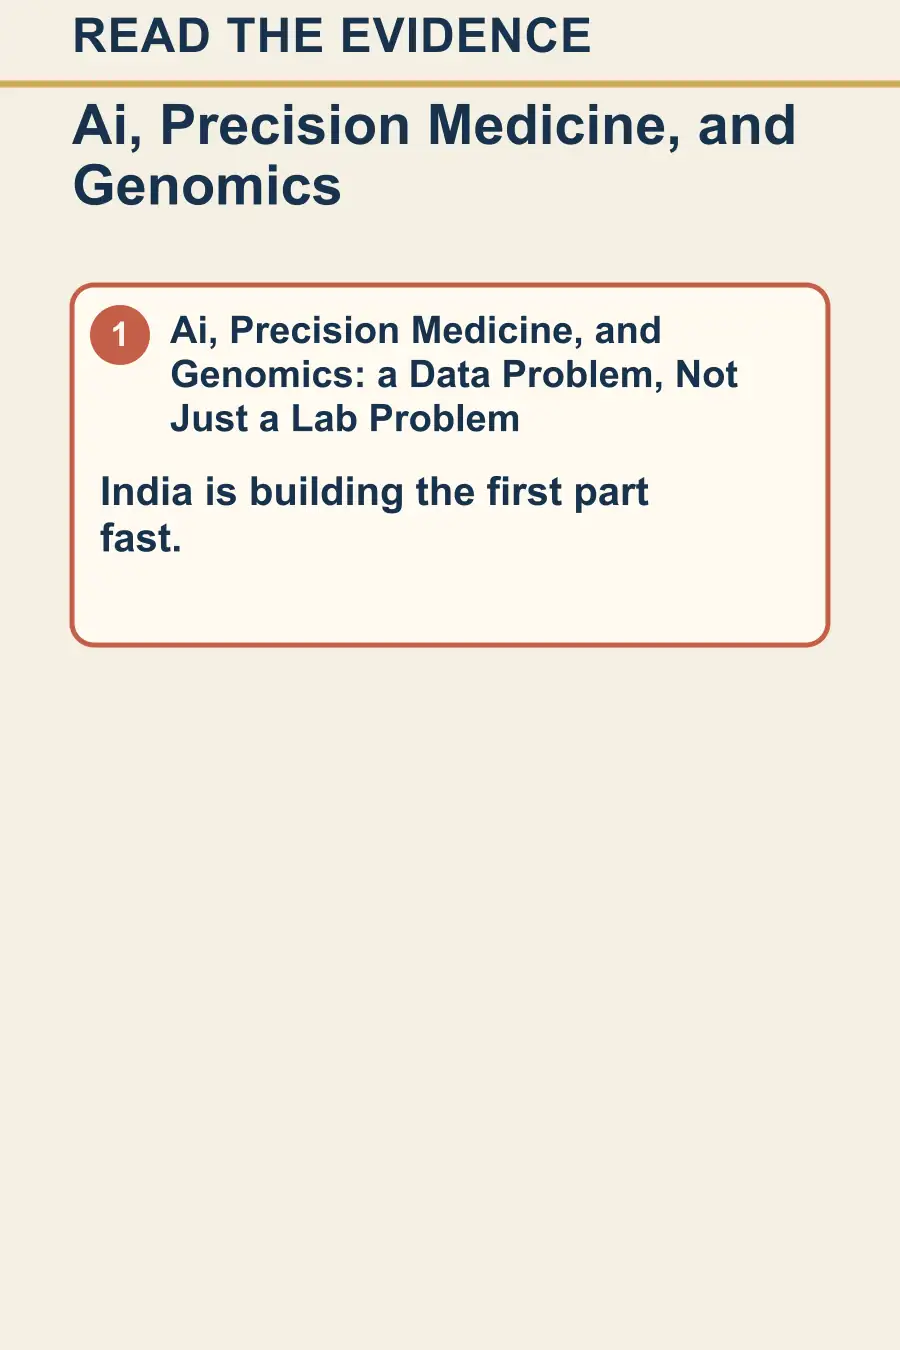 READ THE EVIDENCE
Ai, Precision Medicine, and
Genomics
1
Ai, Precision Medicine, and
Genomics: a Data Problem, Not
Just a Lab Problem
India is building the first part
fast.